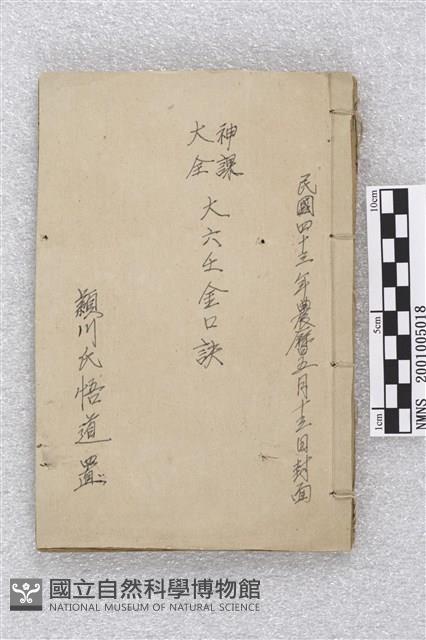 民國四十三年農曆五月十三日封面
神課
大全
大六壬金口訣
穎川氏悟道置
10cm
5cm
1cm
NMNS 2001005018
國立自然科學博物館
NATIONAL MUSEUM OF NATURAL SCIENCE